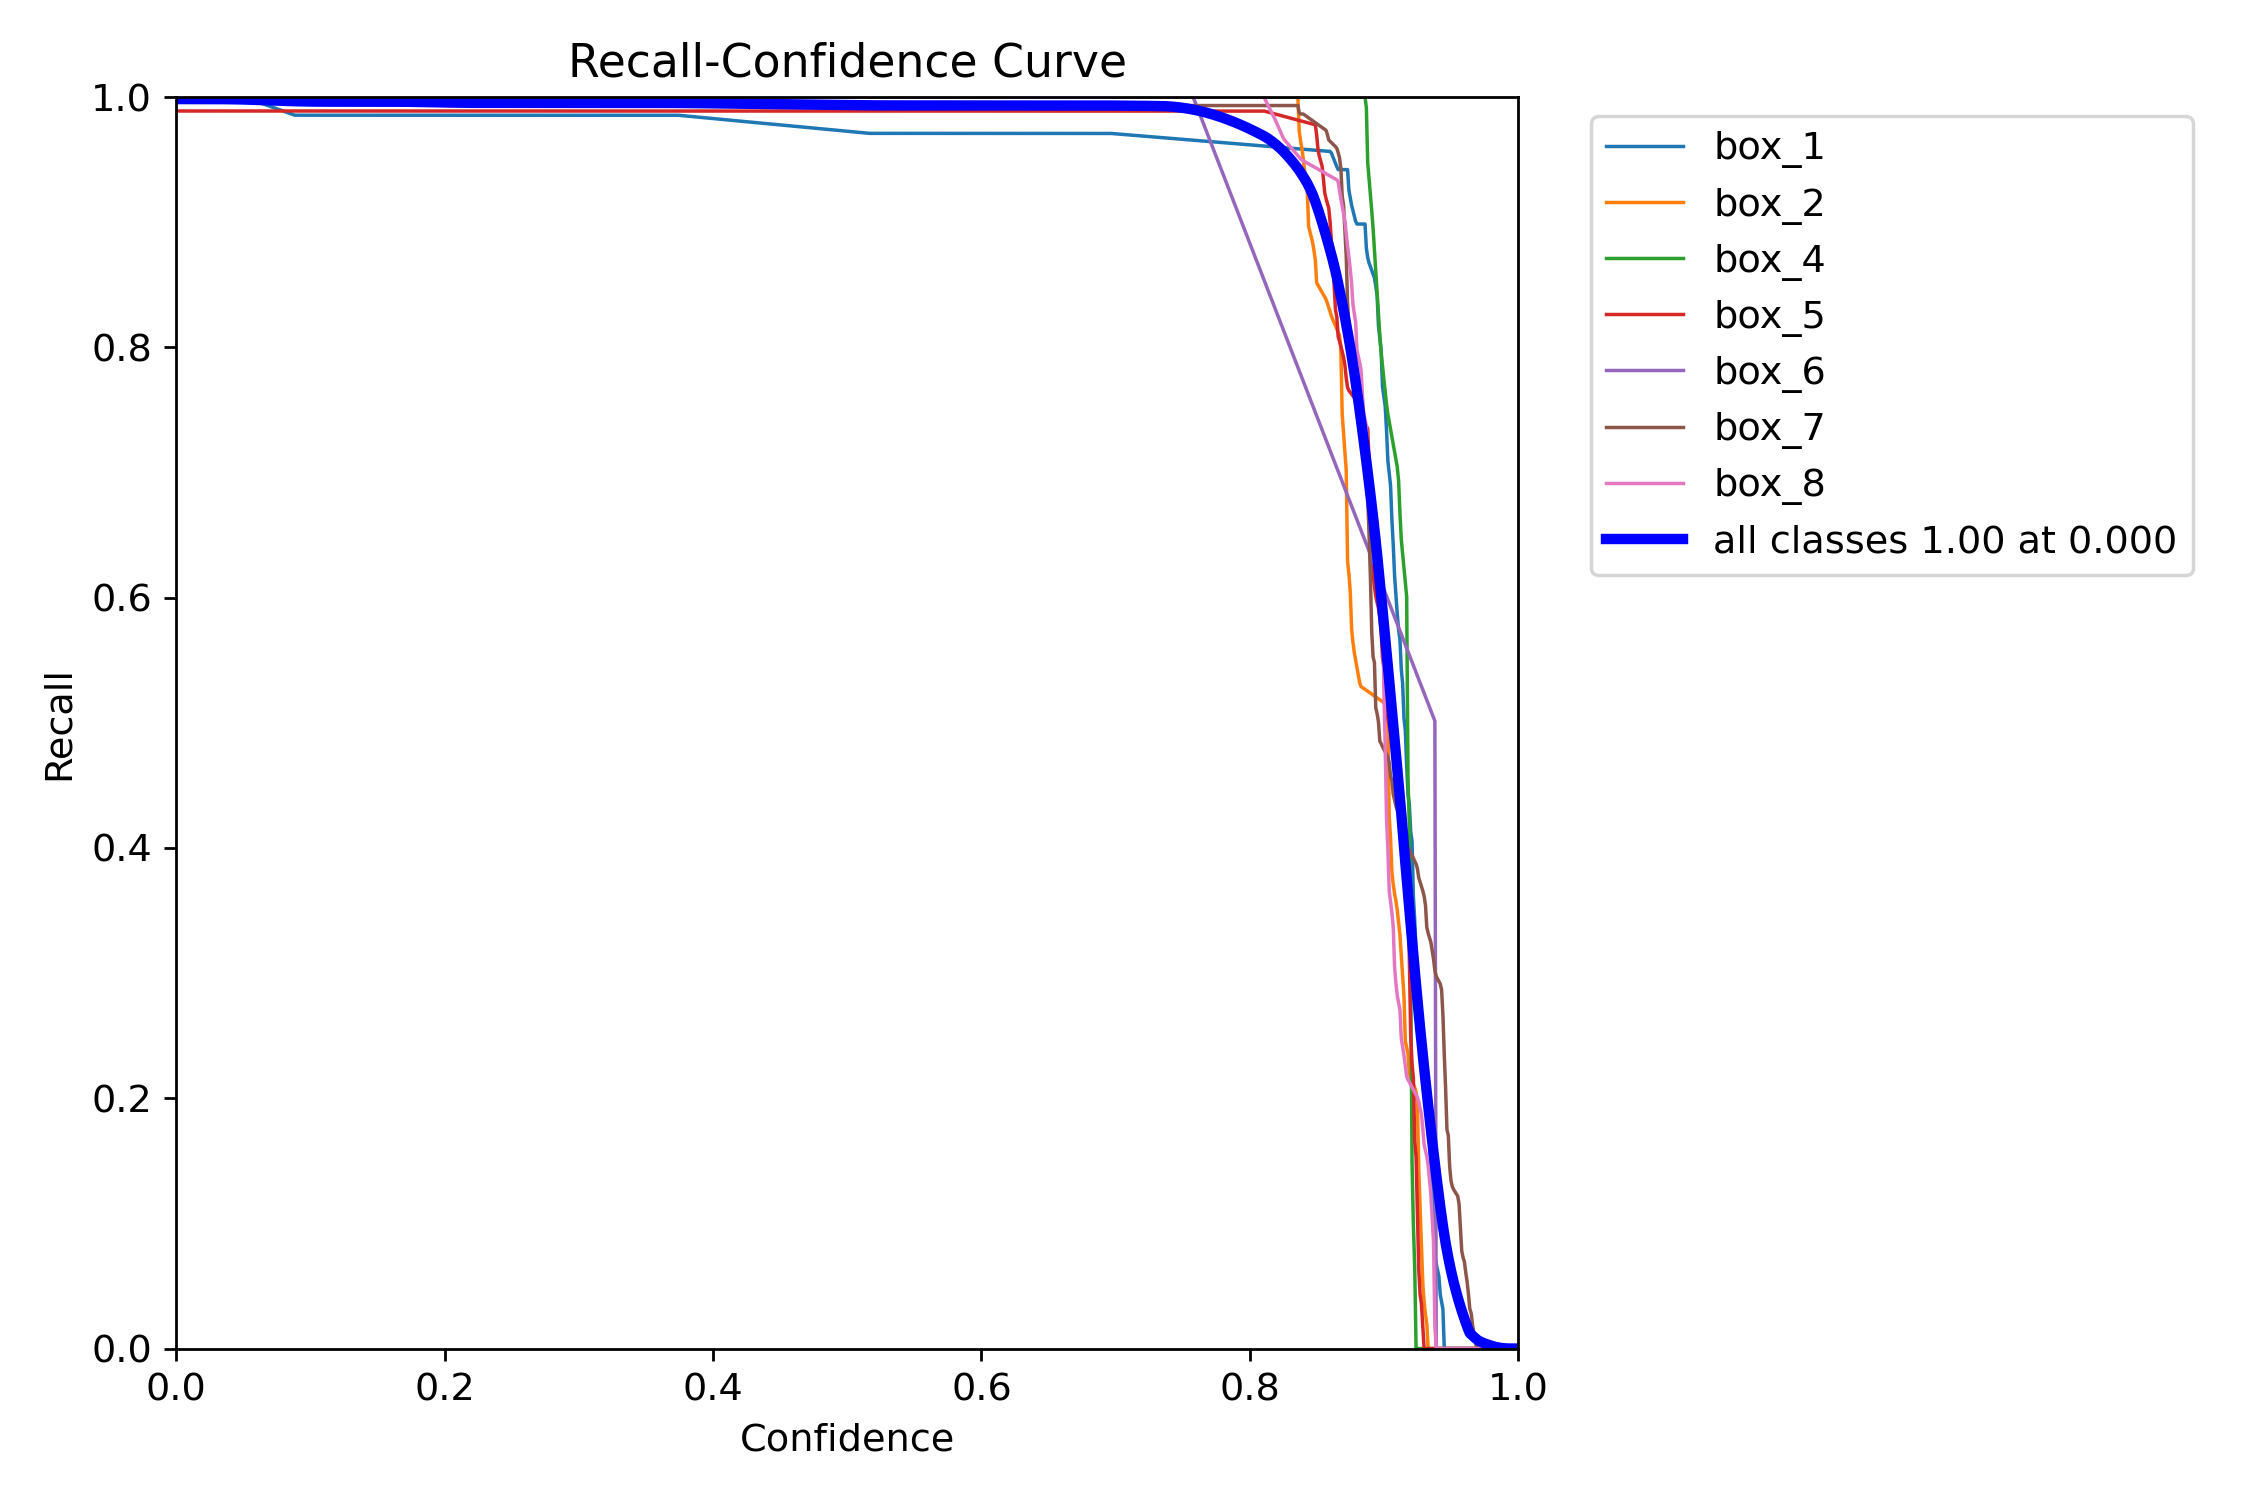 Recall-Confidence Curve
1.0
0.8
0.6
0.4
0.2
0.0
Recall
0.0 0.2 0.4 0.6 0.8 1.0
Confidence
box_1
box_2
box_4
box_5
box_6
box_7
box_8
all classes 1.00 at 0.000